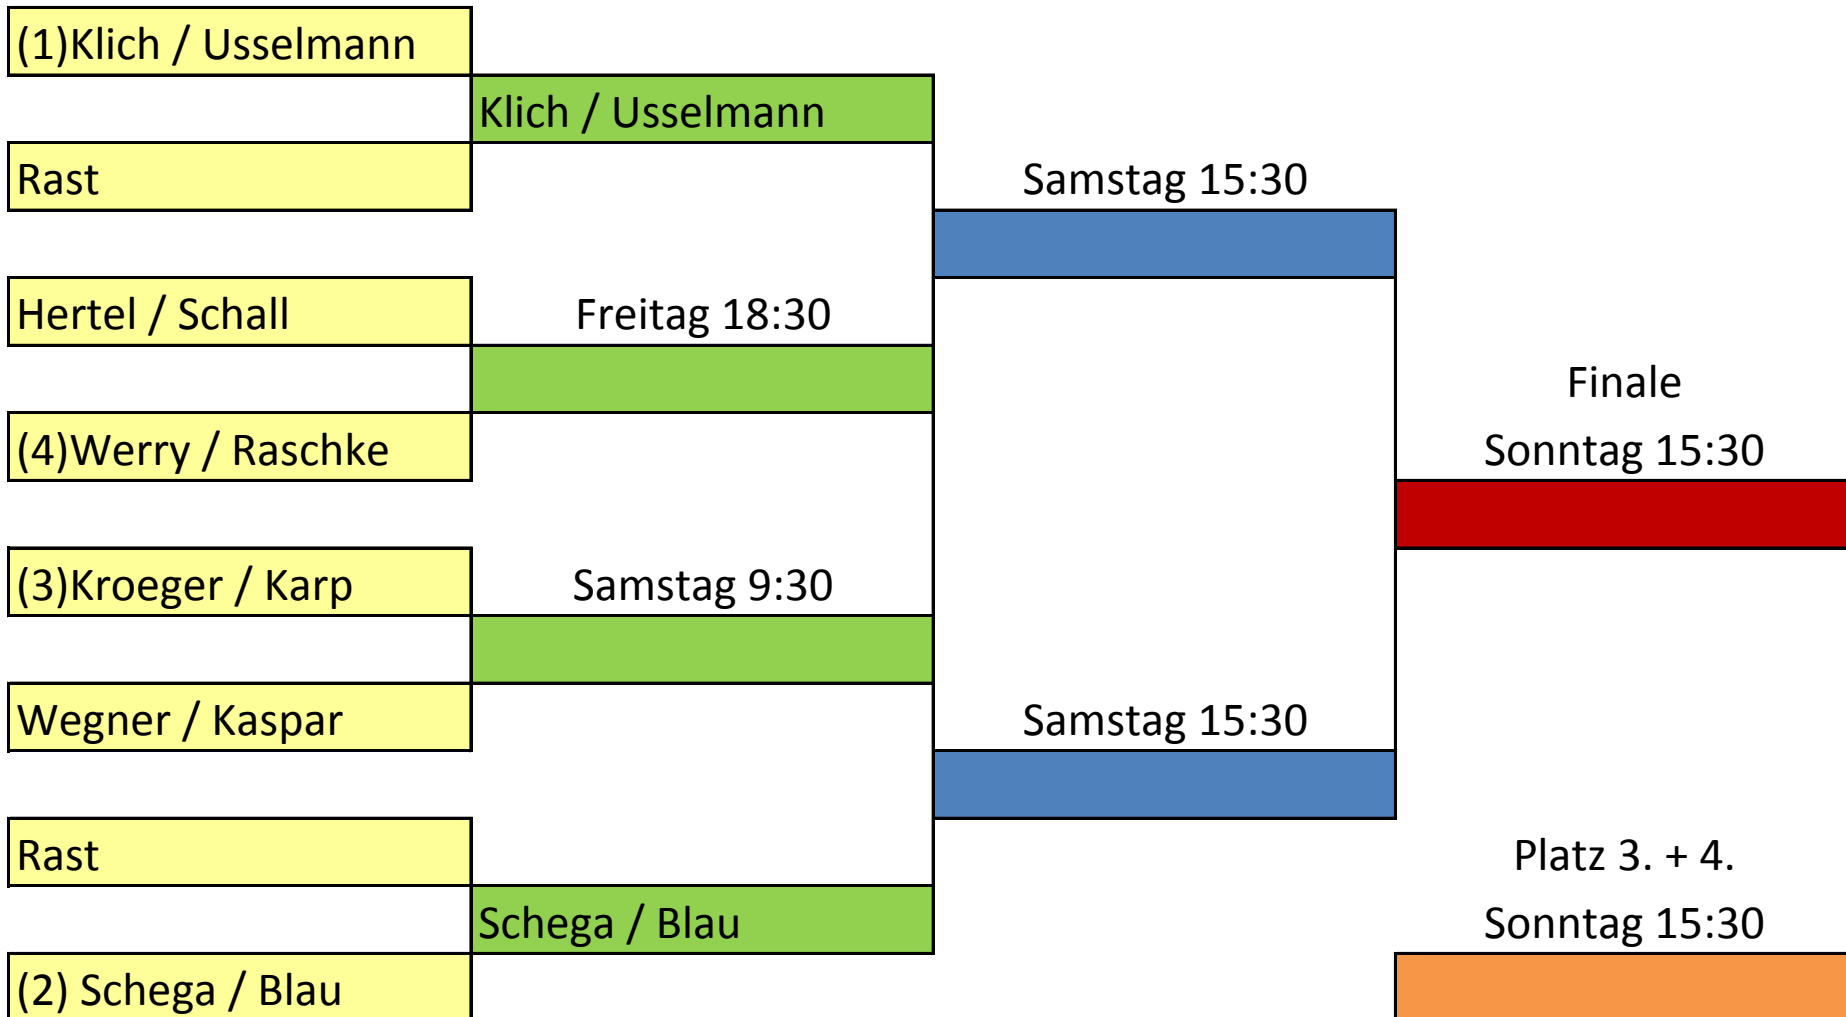 (1)Klich / Usselmann
Klich / Usselmann
Rast
Samstag 15:30
Hertel / Schall
Freitag 18:30
Finale
(4)Werry / Raschke
Sonntag 15:30
(3)Kroeger / Karp
Samstag 9:30
Wegner / Kaspar
Samstag 15:30
Rast
Platz 3. + 4.
Schega / Blau
Sonntag 15:30
(2) Schega / Blau